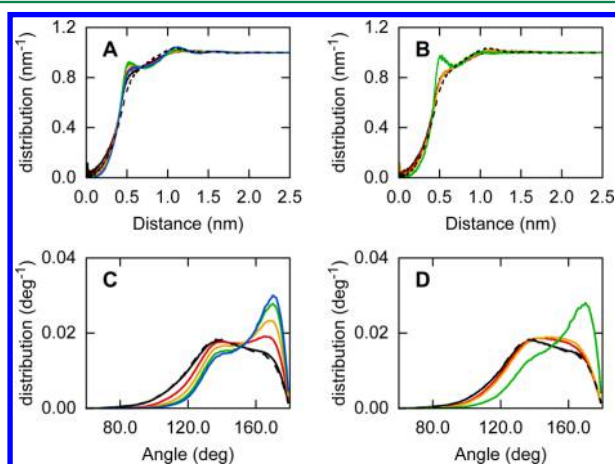 A
B
distribution (nm-1)
1.2
0.8
0.4
0.0
0.0 0.5 1.0 1.5 2.0 2.5
Distance (nm)
distribution (nm-1)
1.2
0.8
0.4
0.0
0.0 0.5 1.0 1.5 2.0 2.5
Distance (nm)
C
D
distribution (deg-1)
0.04
0.02
0.00
80.0 120.0 160.0
Angle (deg)
distribution (deg-1)
0.04
0.02
0.00
80.0 120.0 160.0
Angle (deg)